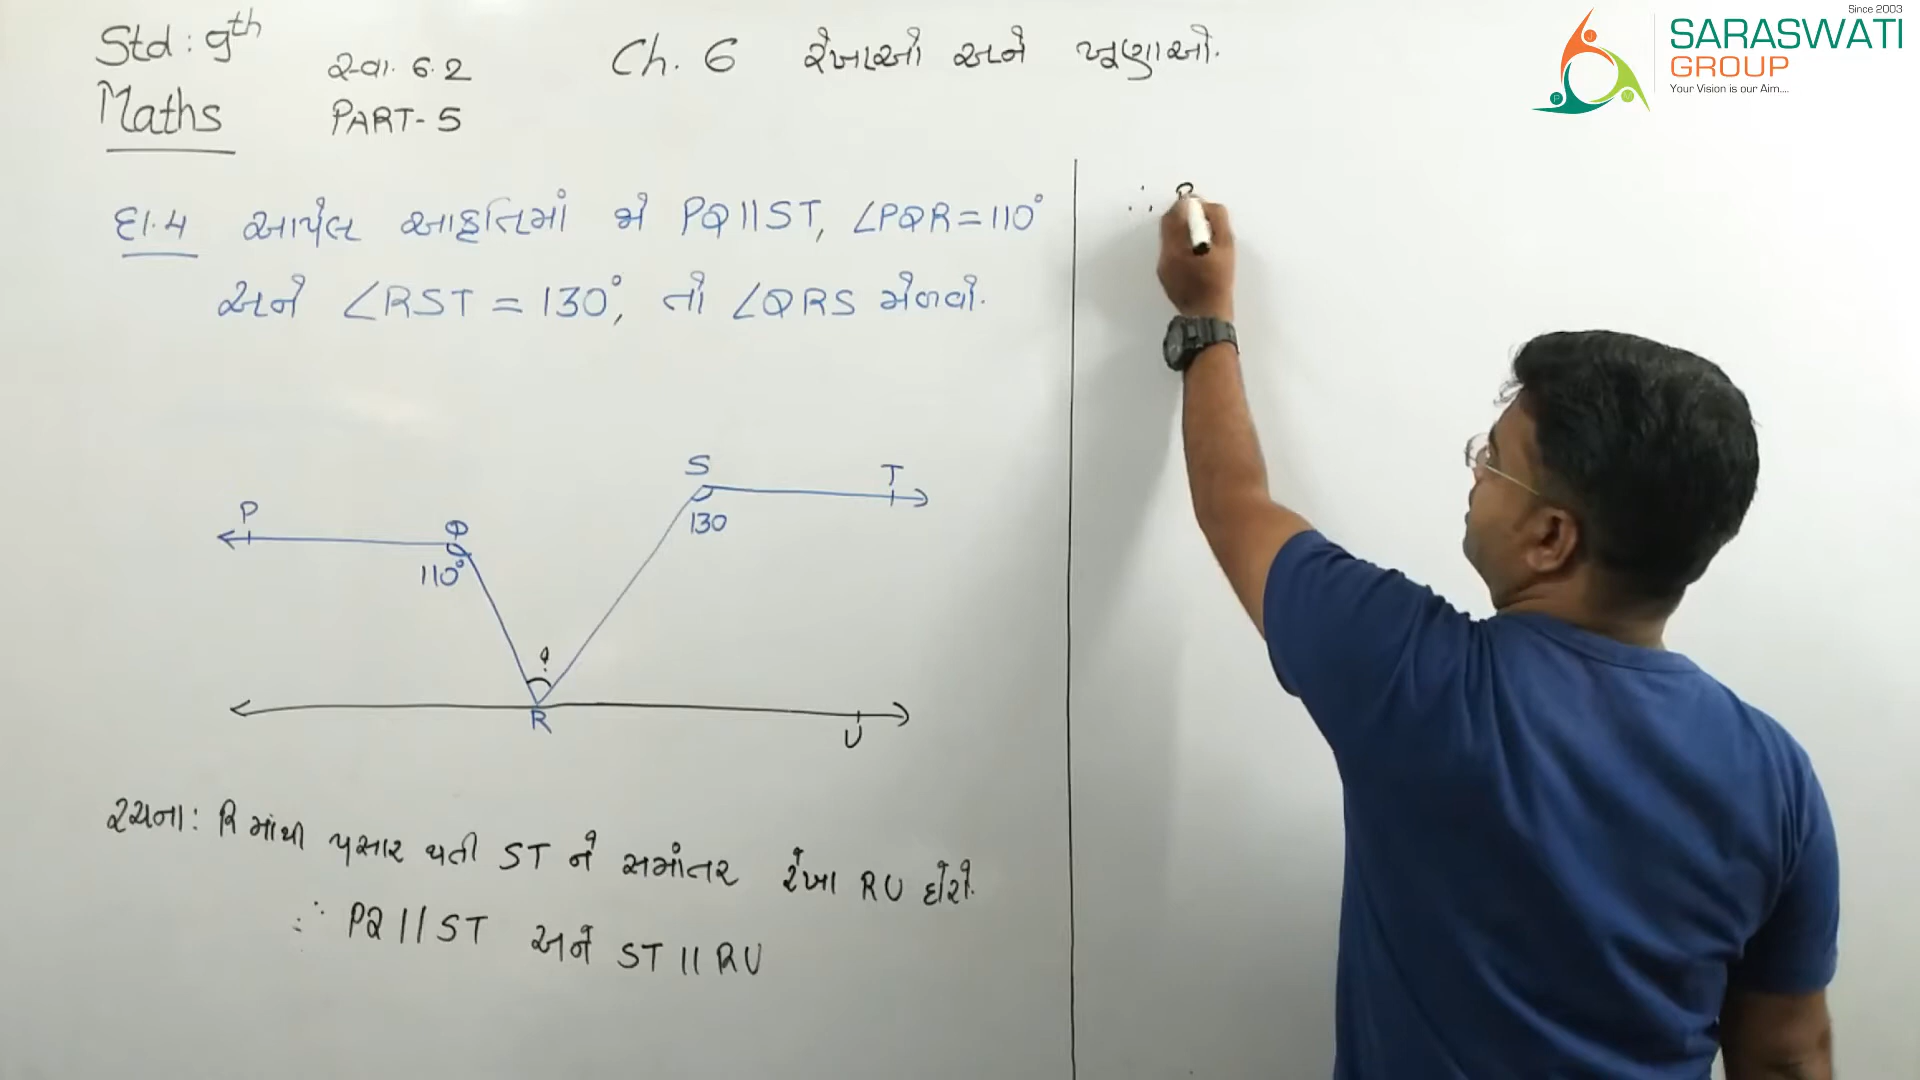 Std : 9th
Maths
સ્વા. 6.2
PART-5
Ch. 6 રેખાઓ અને ખૂણાઓ.
Since 2003
SARASWATI
GROUP
Your Vision is our Aim....
P
M
દા.4 આપેલ આકૃતિમાં જો PQ || ST, ∠PQR = 110°
અને ∠RST = 130°, તો ∠QRS મેળવો.
P
Q
110°
S
T
130
?
R
U
રચના : R માંથી પસાર થતી ST ને સમાંતર રેખા RU દોરો.
∴ PQ || ST અને ST || RU
∴